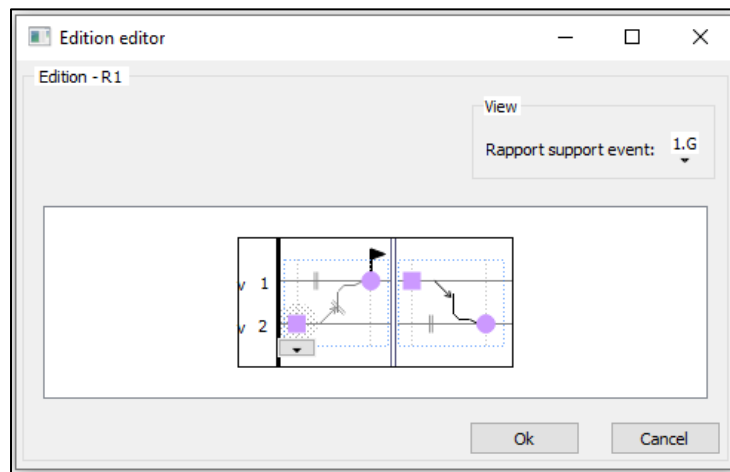 Edition editor
Edition - R1
View
Rapport support event: 1.G
v 1
v 2
Ok Cancel